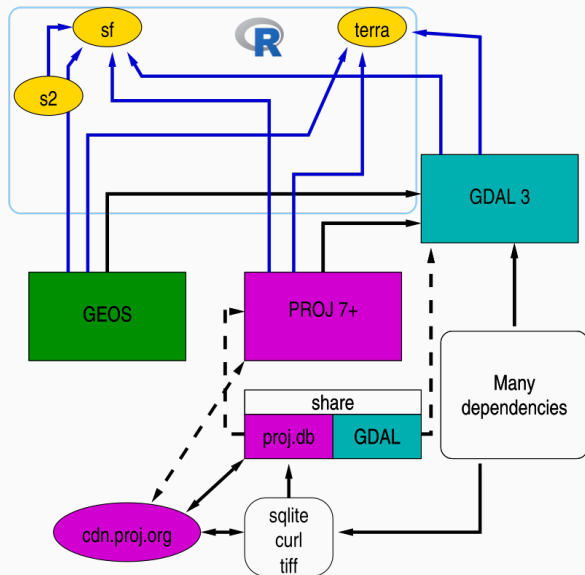 sf
R
terra
s2
GDAL 3
GEOS
PROJ 7+
Many
dependencies
share
proj.db
GDAL
cdn.proj.org
sqlite
curl
tiff